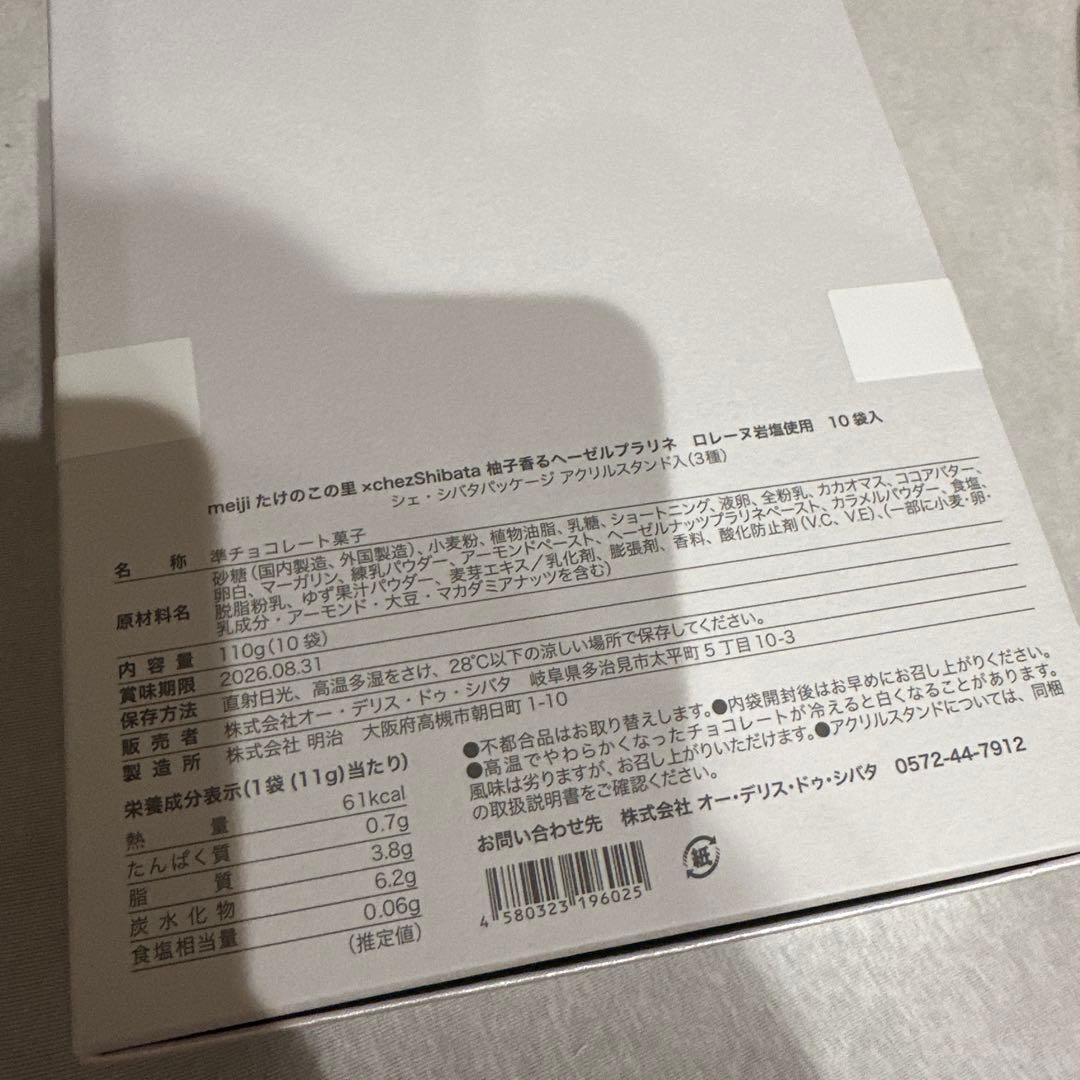 meiji たけのこの里 ×chezShibata 柚子香るヘーゼルプラリネ ロレーヌ岩塩使用 10袋入
シェ・シバタパッケージ アクリルスタンド入(3種)
名称 準チョコレート菓子
原材料名 砂糖(国内製造、外国製造)、小麦粉、植物油脂、乳糖、ショートニング、液卵、全粉乳、カカオマス、ココアバター、
卵白、マーガリン、練乳パウダー、アーモンドペースト、ヘーゼルナッツプラリネペースト、カラメルパウダー、食塩、
脱脂粉乳、ゆず果汁パウダー、麦芽エキス/乳化剤、膨張剤、香料、酸化防止剤(V.C、V.E)、(一部に小麦・卵・
乳成分・アーモンド・大豆・マカダミアナッツを含む)
内容量 110g(10袋)
賞味期限 2026.08.31
保存方法 直射日光、高温多湿をさけ、28℃以下の涼しい場所で保存してください。
販売者 株式会社オー・デリス・ドゥ・シバタ 岐阜県多治見市太平町5丁目10-3
製造所 株式会社 明治 大阪府高槻市朝日町1-10
栄養成分表示(1袋(11g)当たり)
熱量 61kcal
たんぱく質 0.7g
脂質 3.8g
炭水化物 6.2g
食塩相当量 0.06g
(推定値)
●不都合品はお取り替えします。●内袋開封後はお早めにお召し上がりください。
●高温でやわらかくなったチョコレートが冷えると白くなることがあります。
風味は劣りますが、お召し上がりいただけます。●アクリルスタンドについては、同梱
の取扱説明書をご確認ください。
お問い合わせ先 株式会社 オー・デリス・ドゥ・シバタ 0572-44-7912
4 580323 196025
紙